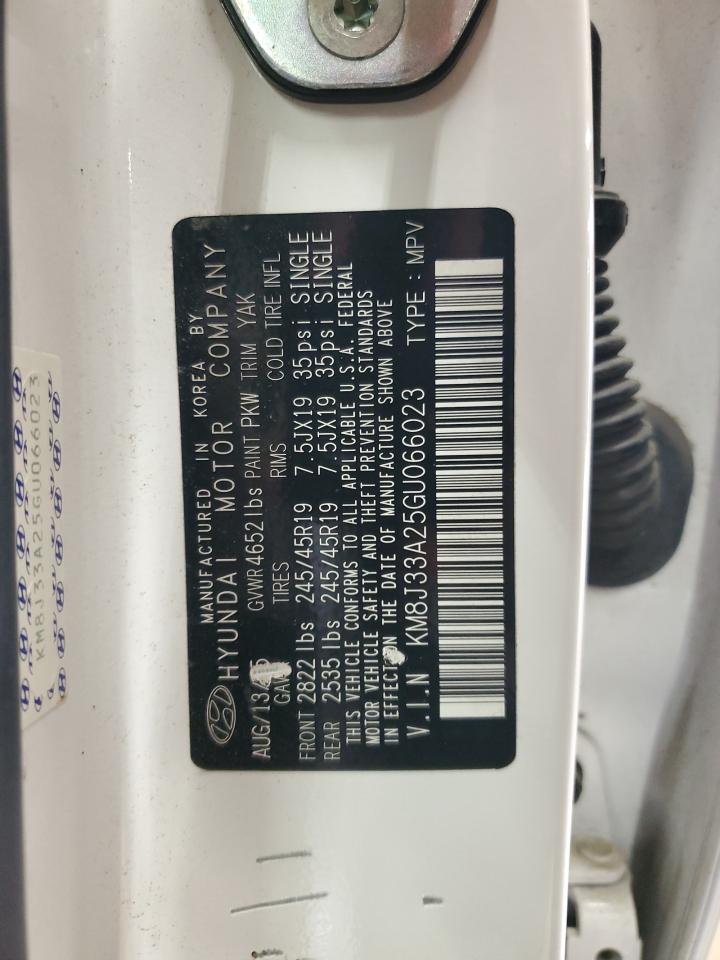 MANUFACTURED IN KOREA BY
HYUNDAI MOTOR COMPANY
AUG/13/ GVWR 4652 lbs PAINT PKW TRIM YAK
TIRES RIMS COLD TIRE INFL
FRONT 2822 lbs 245/45R19 7.5JX19 35psi SINGLE
REAR 2535 lbs 245/45R19 7.5JX19 35psi SINGLE
THIS VEHICLE CONFORMS TO ALL APPLICABLE U.S.A. FEDERAL
MOTOR VEHICLE SAFETY AND THEFT PREVENTION STANDARDS
IN EFFECT ON THE DATE OF MANUFACTURE SHOWN ABOVE
V.I.N KM8J33A25GU066023 TYPE : MPV
KM8J33A25GU066023